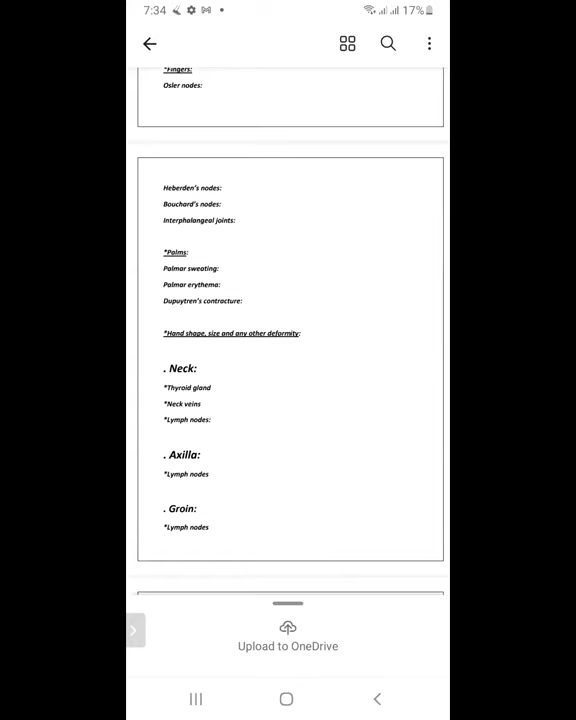 7:34
17%
*Fingers:
Osler nodes:
Heberden's nodes:
Bouchard's nodes:
Interphalangeal joints:
*Palms:
Palmar sweating:
Palmar erythema:
Dupuytren's contracture:
*Hand shape, size and any other deformity:
. Neck:
*Thyroid gland
*Neck veins
*Lymph nodes:
. Axilla:
*Lymph nodes
. Groin:
*Lymph nodes
Upload to OneDrive